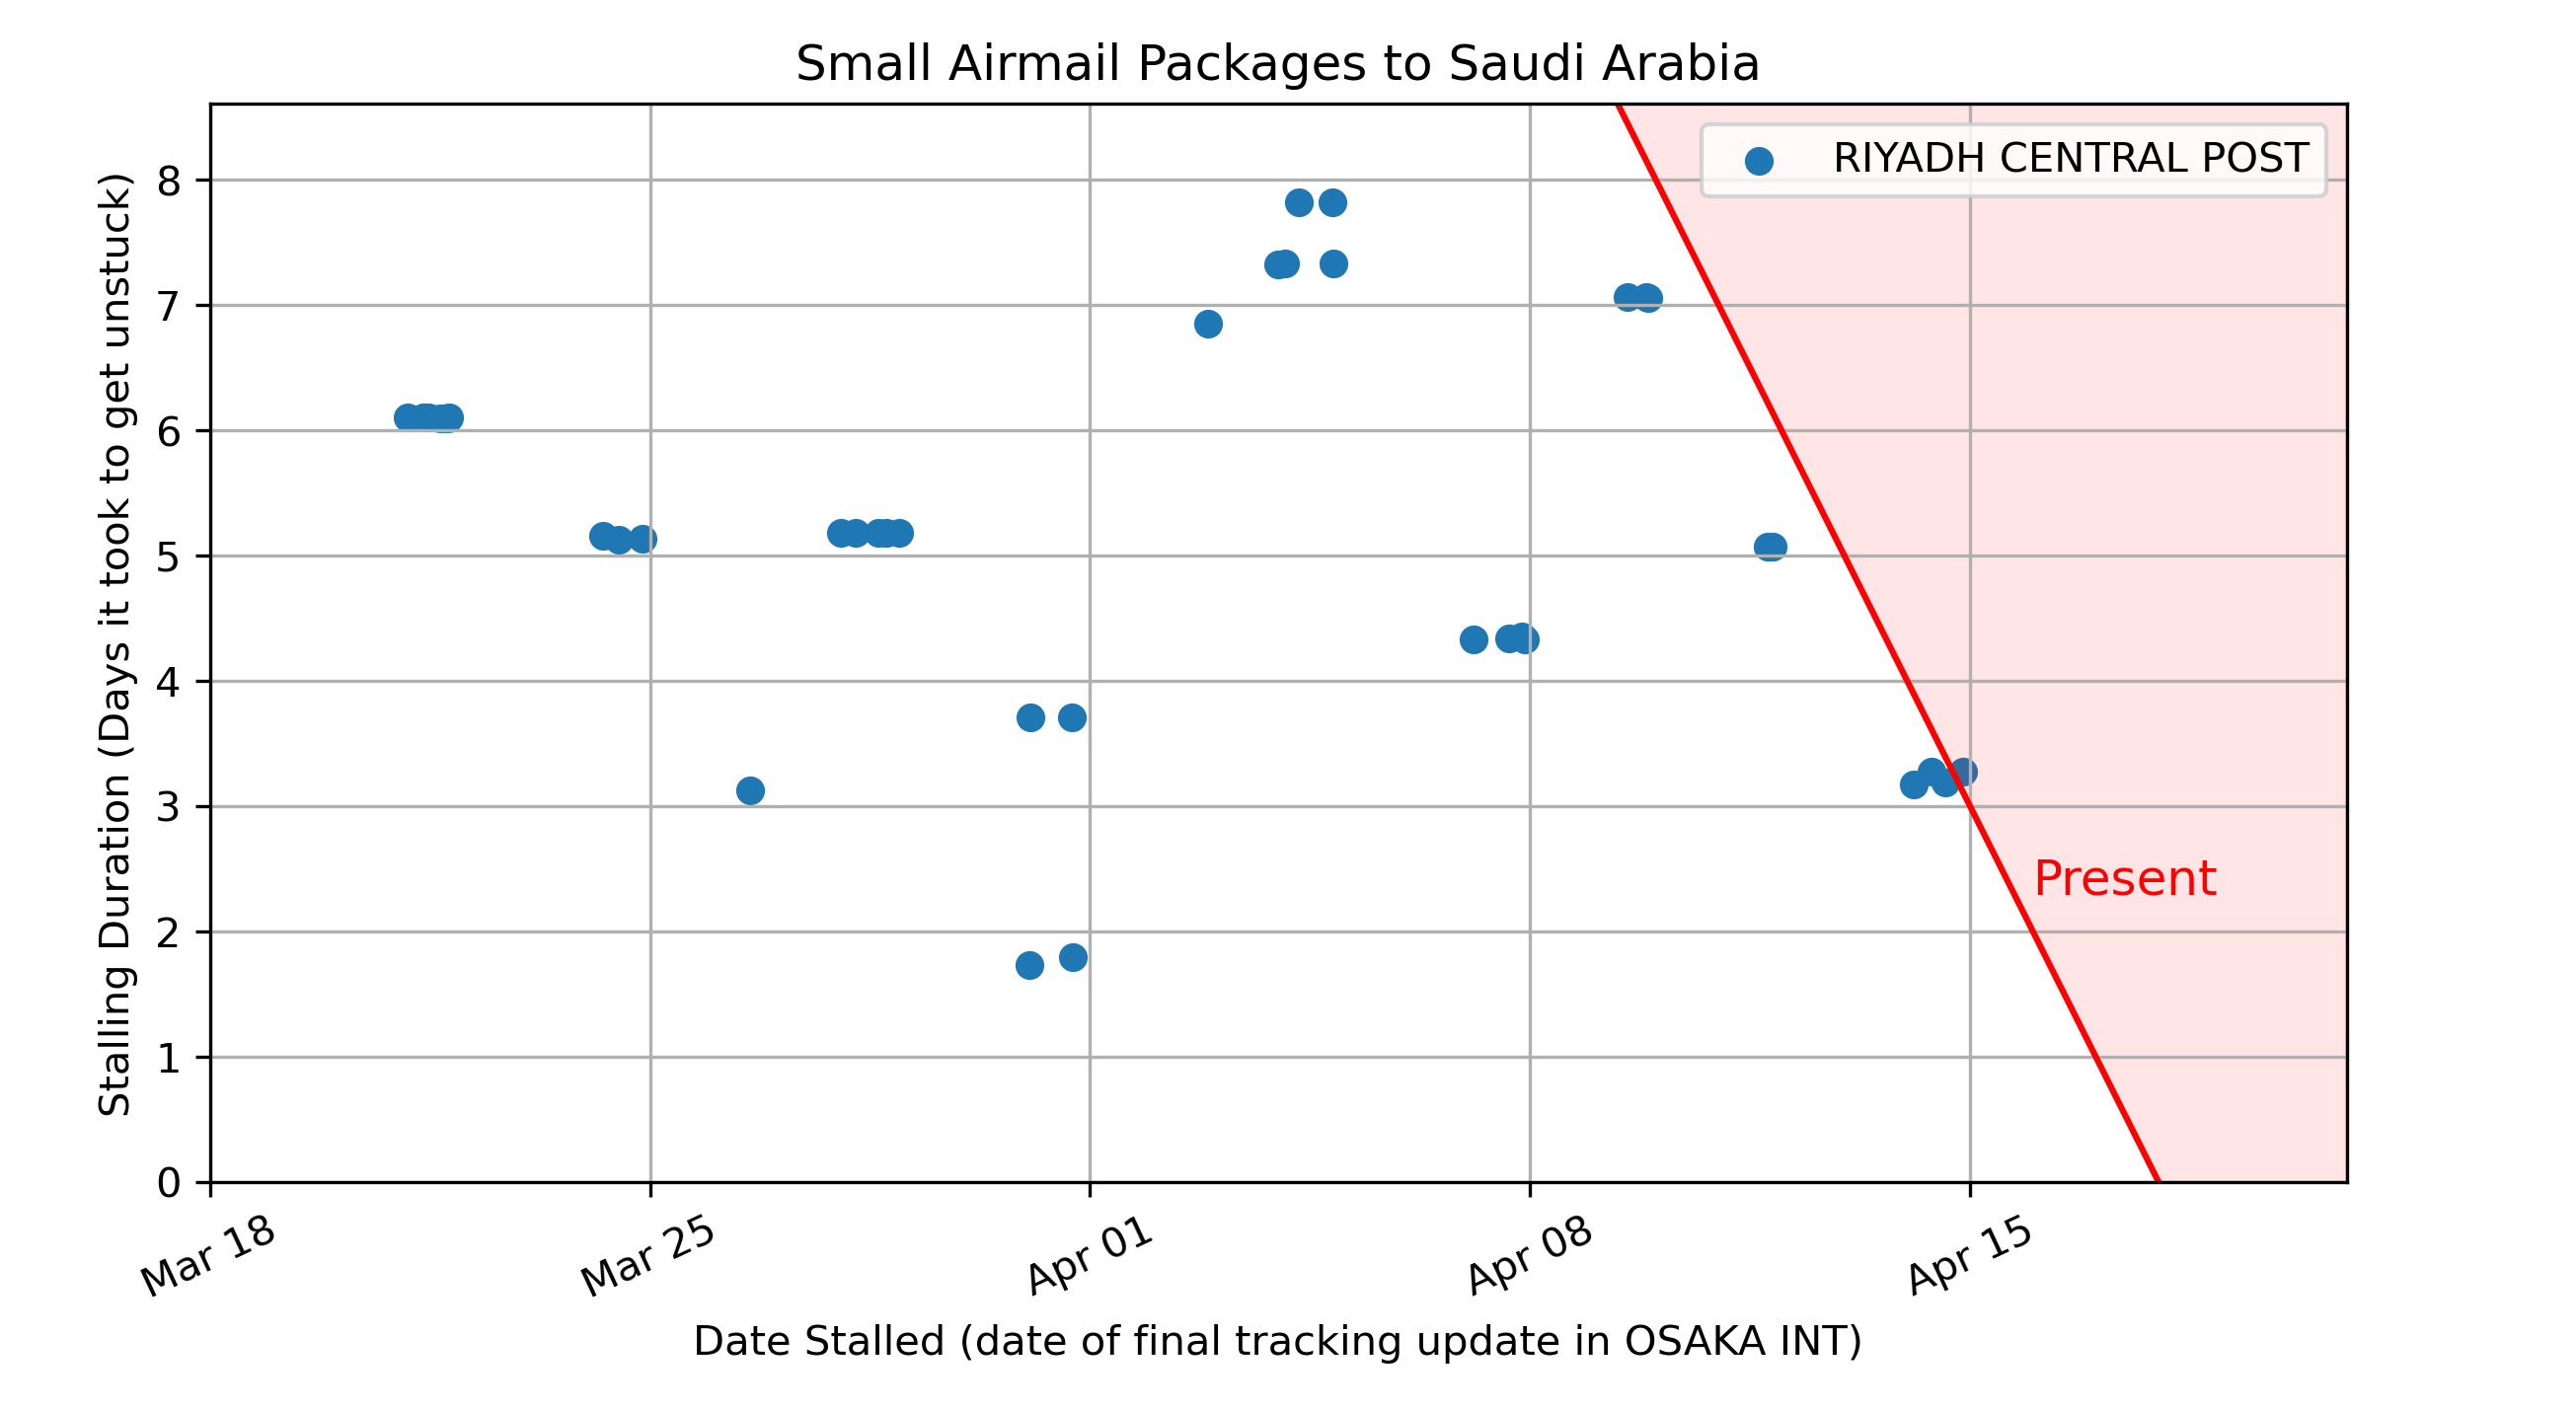 Small Airmail Packages to Saudi Arabia
RIYADH CENTRAL POST
Stalling Duration (Days it took to get unstuck)
8
7
6
5
4
3
2
1
0
Present
Mar 18
Mar 25
Apr 01
Apr 08
Apr 15
Date Stalled (date of final tracking update in OSAKA INT)